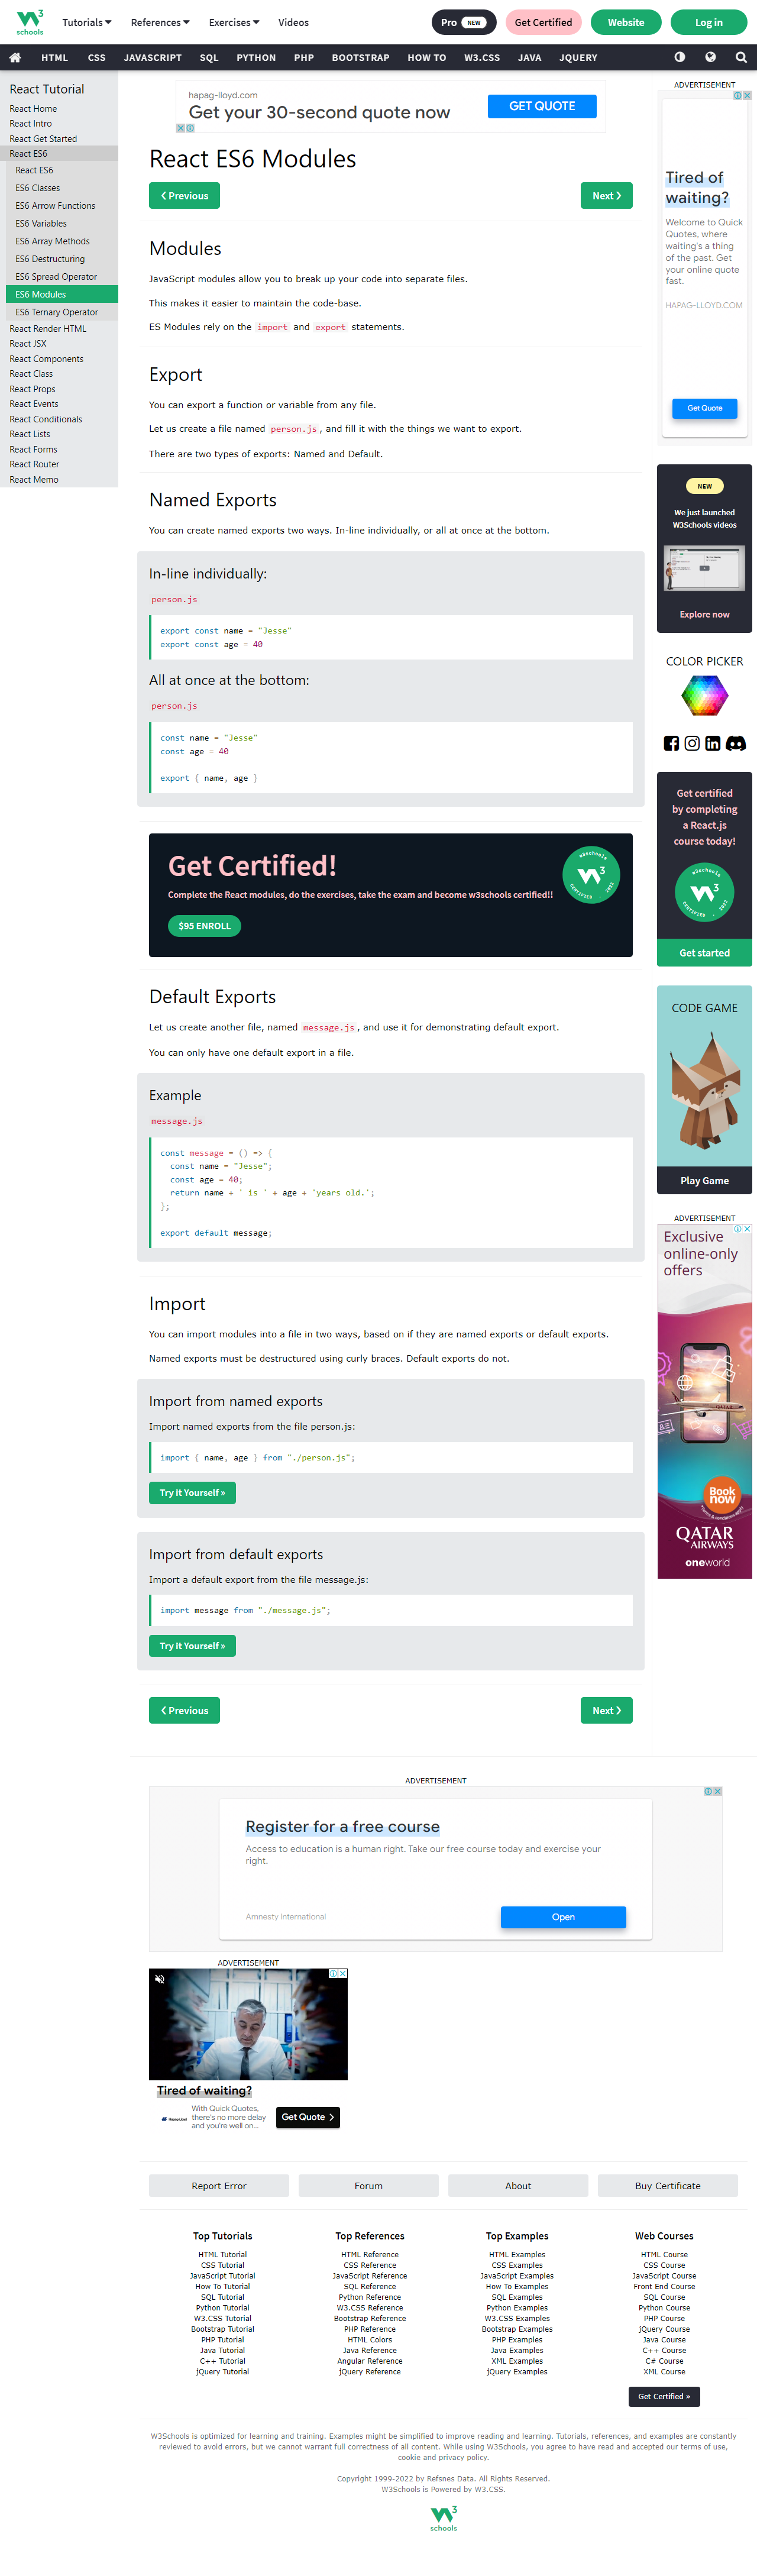 W3
schools
Tutorials
References
Exercises
Videos
Pro NEW
Get Certified
Website
Log in
HTML
CSS
JAVASCRIPT
SQL
PYTHON
PHP
BOOTSTRAP
HOW TO
W3.CSS
JAVA
JQUERY
React Tutorial
React Home
React Intro
React Get Started
React ES6
React ES6
ES6 Classes
ES6 Arrow Functions
ES6 Variables
ES6 Array Methods
ES6 Destructuring
ES6 Spread Operator
ES6 Modules
ES6 Ternary Operator
React Render HTML
React JSX
React Components
React Class
React Props
React Events
React Conditionals
React Lists
React Forms
React Router
React Memo
hapag-lloyd.com
Get your 30-second quote now
GET QUOTE
React ES6 Modules
❮ Previous
Next ❯
Modules
JavaScript modules allow you to break up your code into separate files.
This makes it easier to maintain the code-base.
ES Modules rely on the import and export statements.
Export
You can export a function or variable from any file.
Let us create a file named person.js, and fill it with the things we want to export.
There are two types of exports: Named and Default.
Named Exports
You can create named exports two ways. In-line individually, or all at once at the bottom.
In-line individually:
person.js
export const name = "Jesse"
export const age = 40
All at once at the bottom:
person.js
const name = "Jesse"
const age = 40
export { name, age }
Get Certified!
Complete the React modules, do the exercises, take the exam and become w3schools certified!!
$95 ENROLL
w3schools
W3
CERTIFIED . 2022
Default Exports
Let us create another file, named message.js, and use it for demonstrating default export.
You can only have one default export in a file.
Example
message.js
const message = () => {
  const name = "Jesse";
  const age = 40;
  return name + ' is ' + age + 'years old.';
};
export default message;
Import
You can import modules into a file in two ways, based on if they are named exports or default exports.
Named exports must be destructured using curly braces. Default exports do not.
Import from named exports
Import named exports from the file person.js:
import { name, age } from "./person.js";
Try it Yourself »
Import from default exports
Import a default export from the file message.js:
import message from "./message.js";
Try it Yourself »
❮ Previous
Next ❯
ADVERTISEMENT
Tired of
waiting?
Welcome to Quick
Quotes, where
waiting's a thing
of the past. Get
your online quote
fast.
HAPAG-LLOYD.COM
Get Quote
NEW
We just launched
W3Schools videos
Explore now
COLOR PICKER
Get certified
by completing
a React.js
course today!
w3schools
W3
CERTIFIED . 2022
Get started
CODE GAME
Play Game
ADVERTISEMENT
Exclusive
online-only
offers
Book
now
QATAR
AIRWAYS
oneworld
ADVERTISEMENT
Register for a free course
Access to education is a human right. Take our free course today and exercise your
right.
Amnesty International
Open
ADVERTISEMENT
Tired of waiting?
With Quick Quotes,
there's no more delay
and you're well on...
Get Quote
Report Error
Forum
About
Buy Certificate
Top Tutorials
HTML Tutorial
CSS Tutorial
JavaScript Tutorial
How To Tutorial
SQL Tutorial
Python Tutorial
W3.CSS Tutorial
Bootstrap Tutorial
PHP Tutorial
Java Tutorial
C++ Tutorial
jQuery Tutorial
Top References
HTML Reference
CSS Reference
JavaScript Reference
SQL Reference
Python Reference
W3.CSS Reference
Bootstrap Reference
PHP Reference
HTML Colors
Java Reference
Angular Reference
jQuery Reference
Top Examples
HTML Examples
CSS Examples
JavaScript Examples
How To Examples
SQL Examples
Python Examples
W3.CSS Examples
Bootstrap Examples
PHP Examples
Java Examples
XML Examples
jQuery Examples
Web Courses
HTML Course
CSS Course
JavaScript Course
Front End Course
SQL Course
Python Course
PHP Course
jQuery Course
Java Course
C++ Course
C# Course
XML Course
Get Certified »
W3Schools is optimized for learning and training. Examples might be simplified to improve reading and learning. Tutorials, references, and examples are constantly
reviewed to avoid errors, but we cannot warrant full correctness of all content. While using W3Schools, you agree to have read and accepted our terms of use,
cookie and privacy policy.
Copyright 1999-2022 by Refsnes Data. All Rights Reserved.
W3Schools is Powered by W3.CSS.
W3
schools